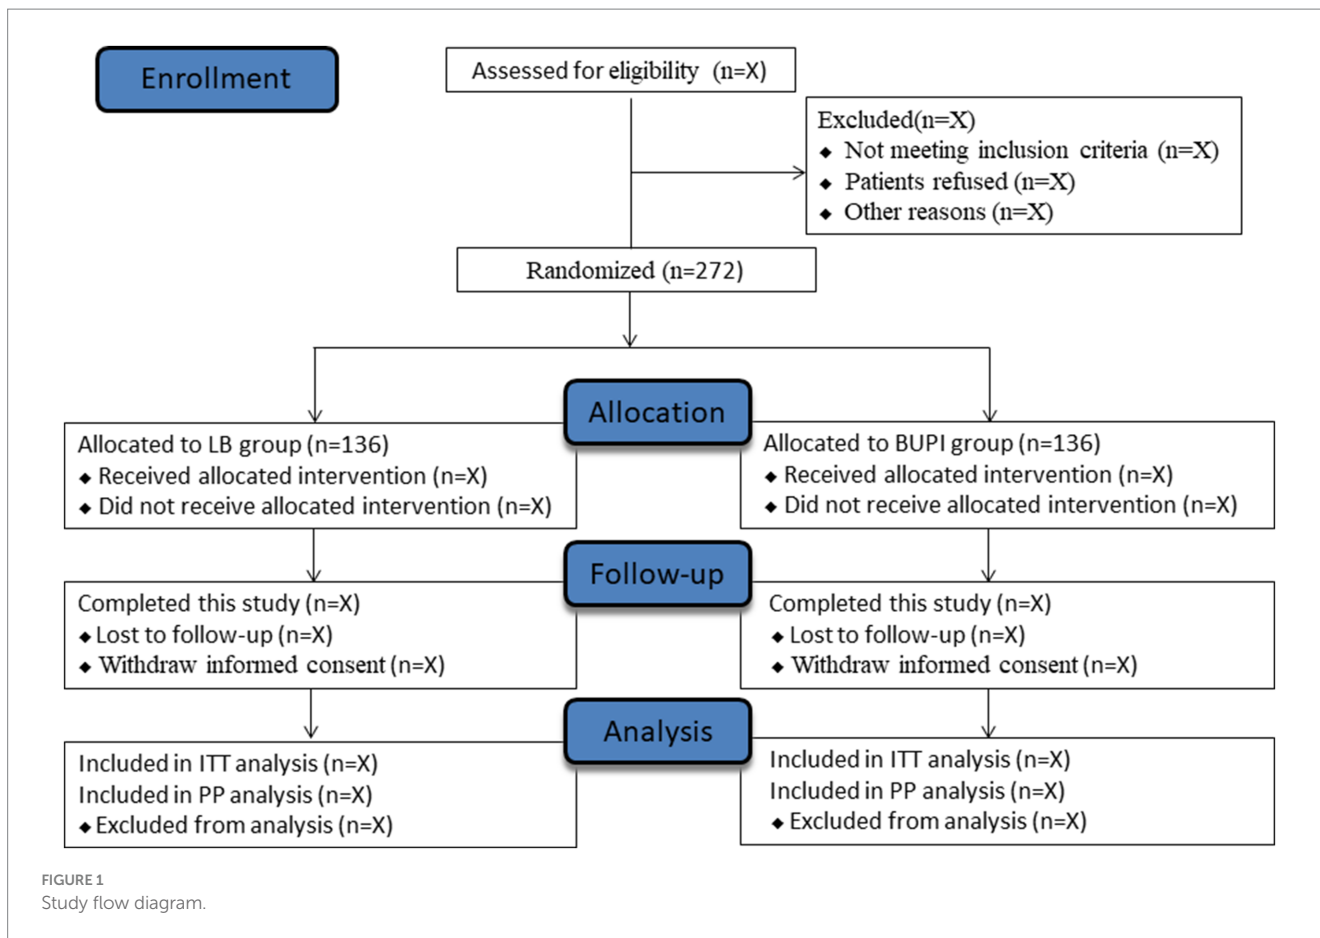 Enrollment
Assessed for eligibility (n=X)
Excluded(n=X)
◆ Not meeting inclusion criteria (n=X)
◆ Patients refused (n=X)
◆ Other reasons (n=X)
Randomized (n=272)
Allocation
Allocated to LB group (n=136)
◆ Received allocated intervention (n=X)
◆ Did not receive allocated intervention (n=X)
Allocated to BUPI group (n=136)
◆ Received allocated intervention (n=X)
◆ Did not receive allocated intervention (n=X)
Follow-up
Completed this study (n=X)
◆ Lost to follow-up (n=X)
◆ Withdraw informed consent (n=X)
Completed this study (n=X)
◆ Lost to follow-up (n=X)
◆ Withdraw informed consent (n=X)
Analysis
Included in ITT analysis (n=X)
Included in PP analysis (n=X)
◆ Excluded from analysis (n=X)
Included in ITT analysis (n=X)
Included in PP analysis (n=X)
◆ Excluded from analysis (n=X)
FIGURE 1
Study flow diagram.